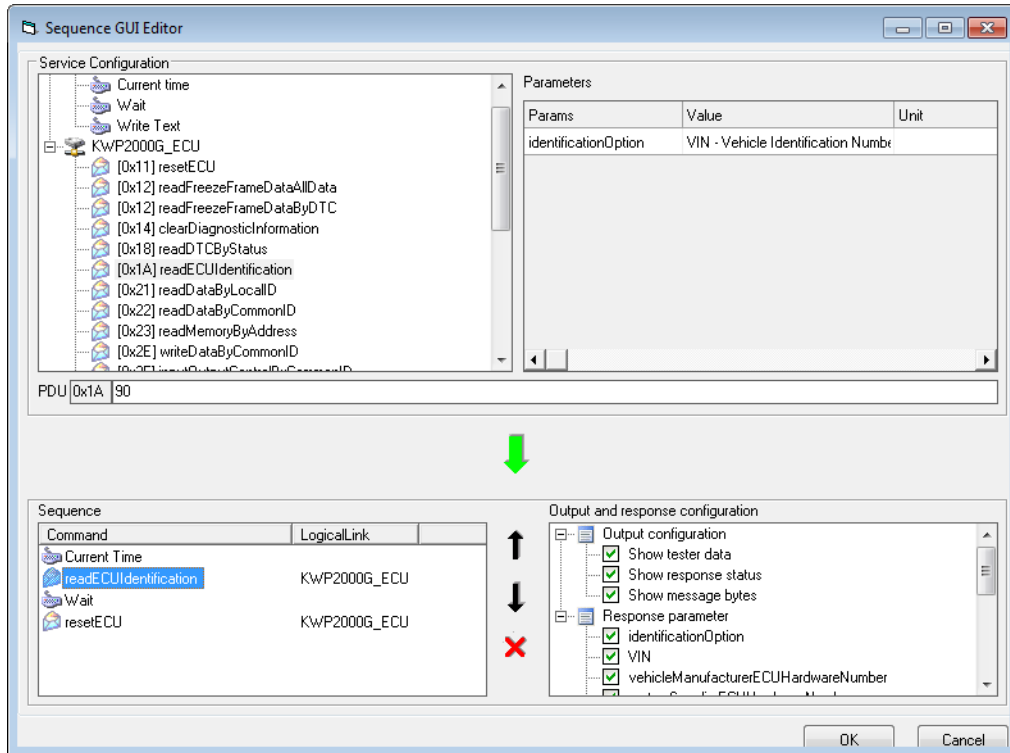 Sequence GUI Editor
Service Configuration
Current time
Wait
Write Text
KWP2000G_ECU
[0x11] resetECU
[0x12] readFreezeFrameDataAllData
[0x12] readFreezeFrameDataByDTC
[0x14] clearDiagnosticInformation
[0x18] readDTCByStatus
[0x1A] readECUIdentification
[0x21] readDataByLocalID
[0x22] readDataByCommonID
[0x23] readMemoryByAddress
[0x2E] writeDataByCommonID
Parameters
Params Value Unit
identificationOption VIN - Vehicle Identification Numbe
PDU 0x1A 90
Sequence
Command LogicalLink
Current Time
readECUIdentification KWP2000G_ECU
Wait
resetECU KWP2000G_ECU
Output and response configuration
Output configuration
Show tester data
Show response status
Show message bytes
Response parameter
identificationOption
VIN
vehicleManufacturerECUHardwareNumber
OK Cancel